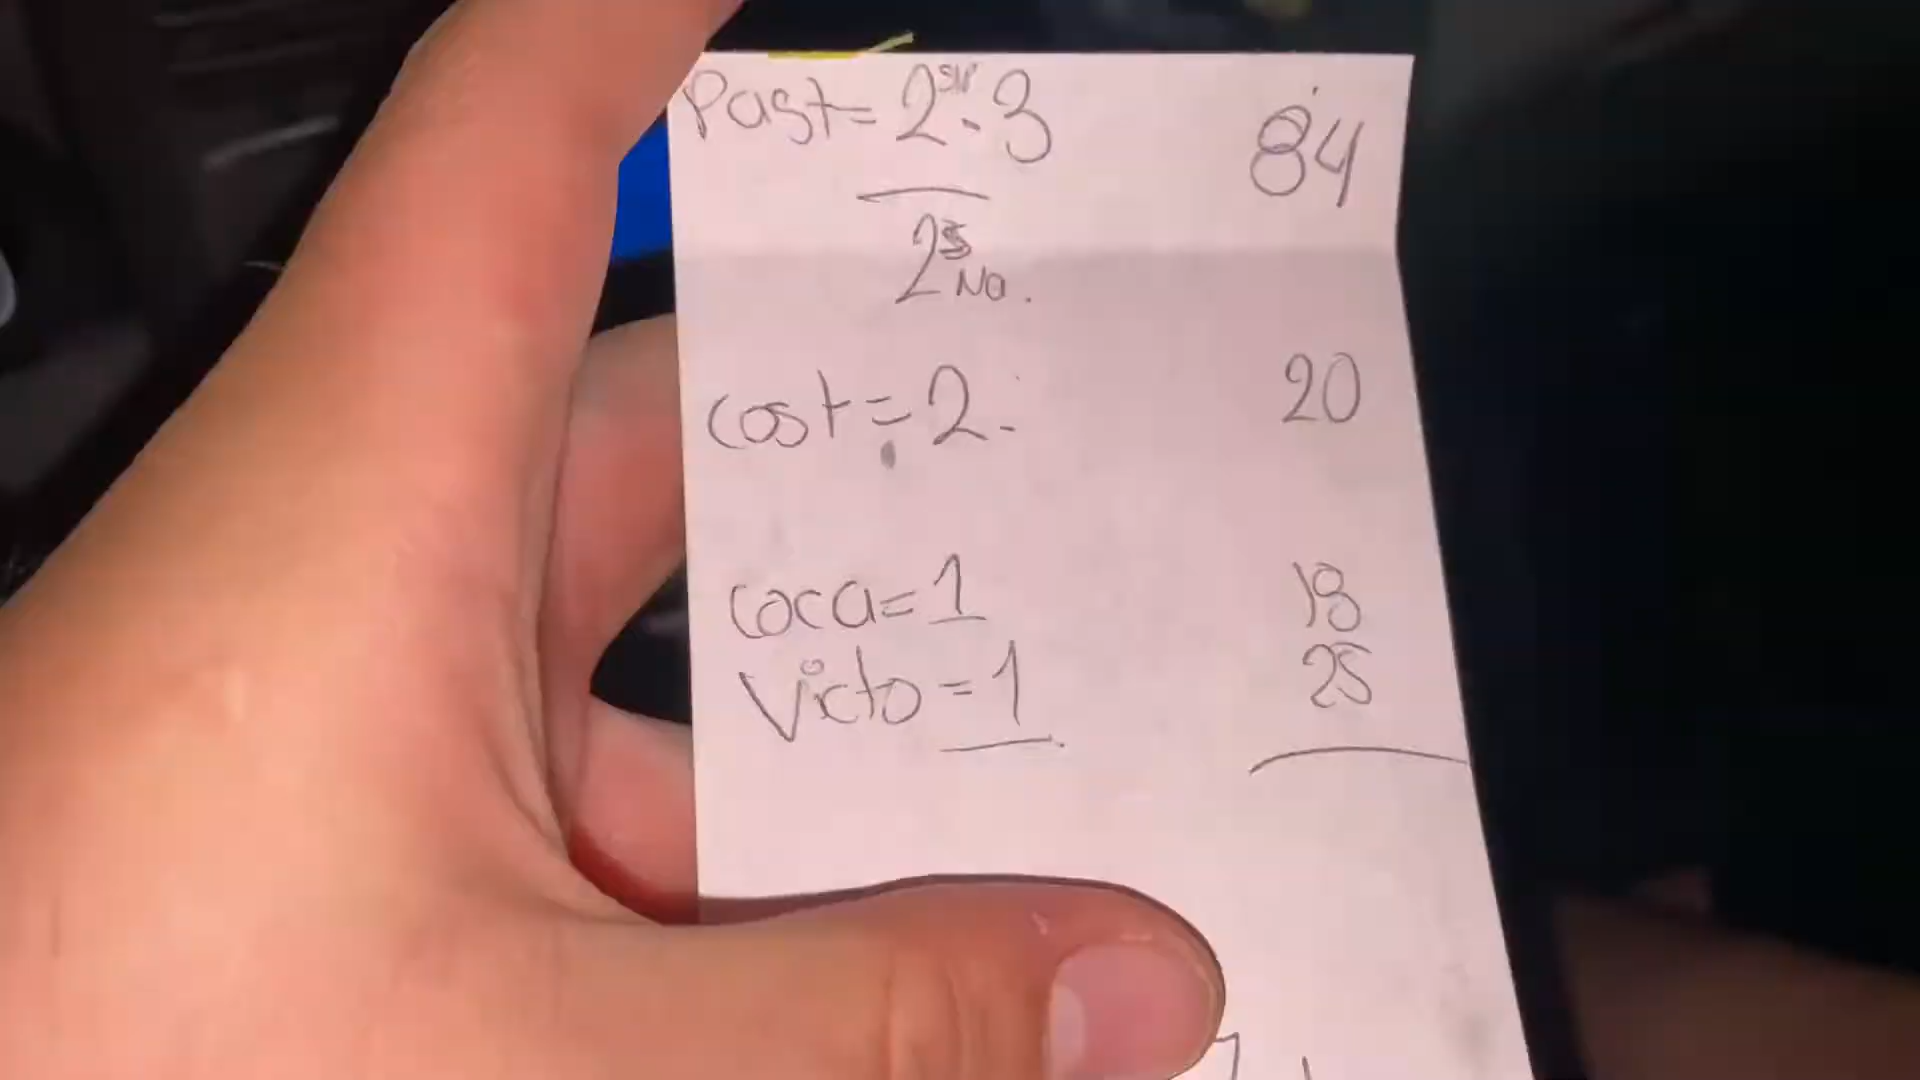 Past= 2 . 3 84
2 No.
cost = 2. 20
coca = 1 18
Victo = 1 25